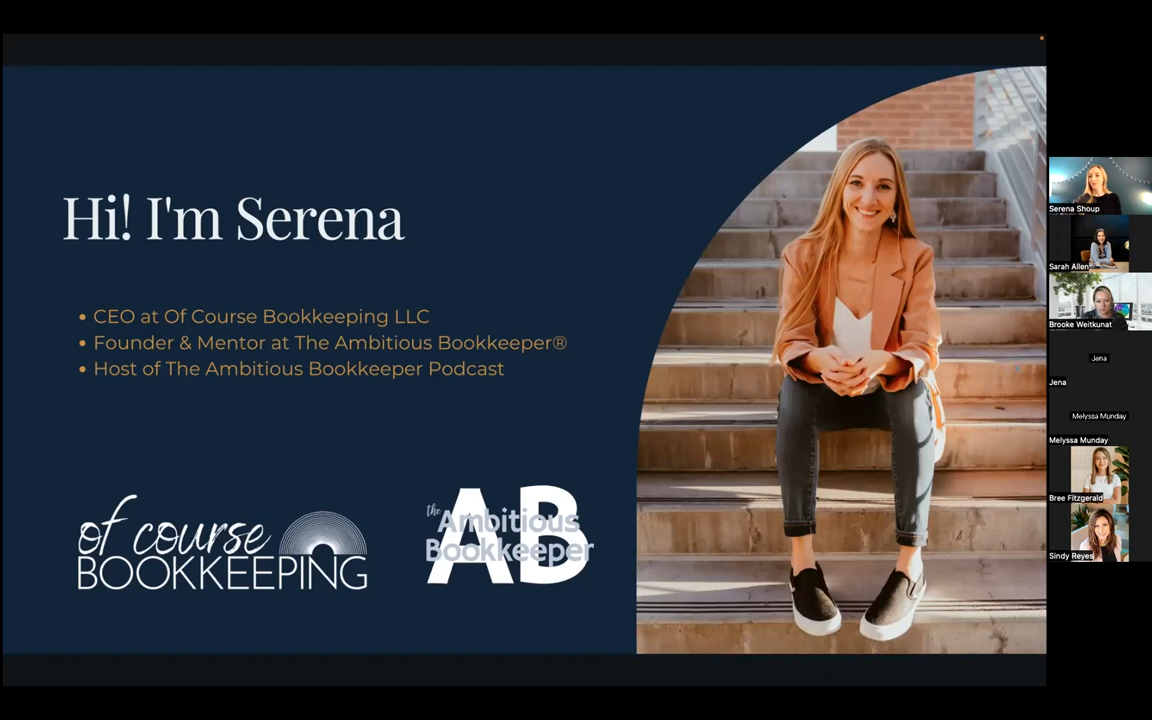 Hi! I'm Serena
• CEO at Of Course Bookkeeping LLC
• Founder & Mentor at The Ambitious Bookkeeper®
• Host of The Ambitious Bookkeeper Podcast
of course
BOOKKEEPING
AB
the Ambitious
Bookkeeper
Serena Shoup
Sarah Allen
Brooke Weitkunat
Jena
Jena
Melyssa Munday
Melyssa Munday
Bree Fitzgerald
Sindy Reyes